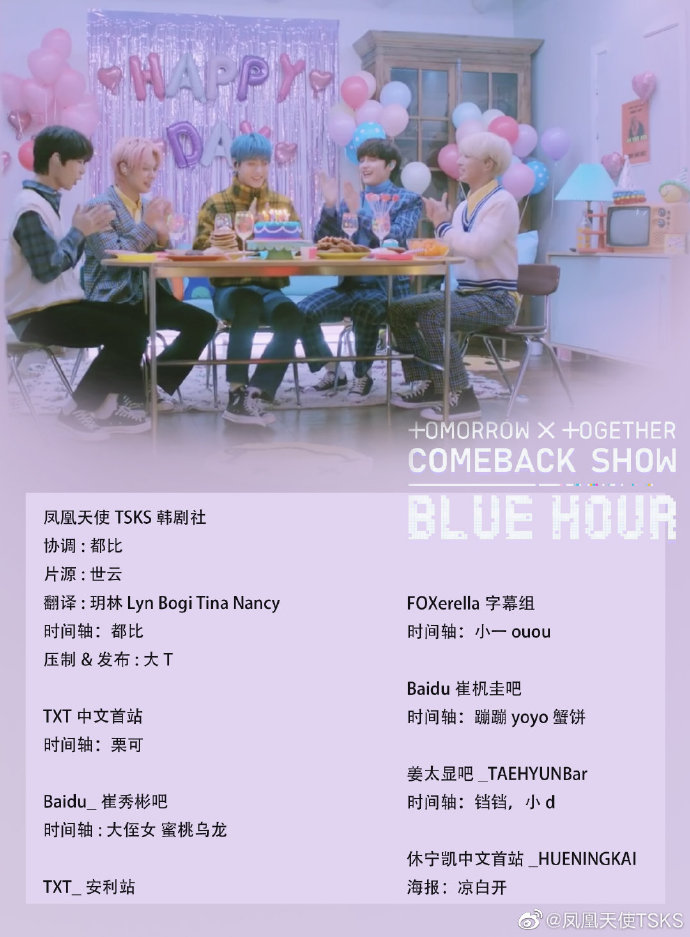 HAPPY
DAY
TOMORROW × TOGETHER
COMEBACK SHOW
BLUE HOUR
凤凰天使 TSKS 韩剧社
协调 : 都比
片源 : 世云
翻译 : 玥林 Lyn Bogi Tina Nancy
时间轴： 都比
压制 & 发布 : 大 T
TXT 中文首站
时间轴： 栗可
Baidu_ 崔秀彬吧
时间轴 : 大侄女 蜜桃乌龙
TXT_ 安利站
FOXerella 字幕组
时间轴： 小一 ouou
Baidu 崔杋圭吧
时间轴： 蹦蹦 yoyo 蟹饼
姜太显吧 _TAEHYUNBar
时间轴： 铛铛，小 d
休宁凯中文首站 _HUENINGKAI
海报： 凉白开
@凤凰天使TSKS